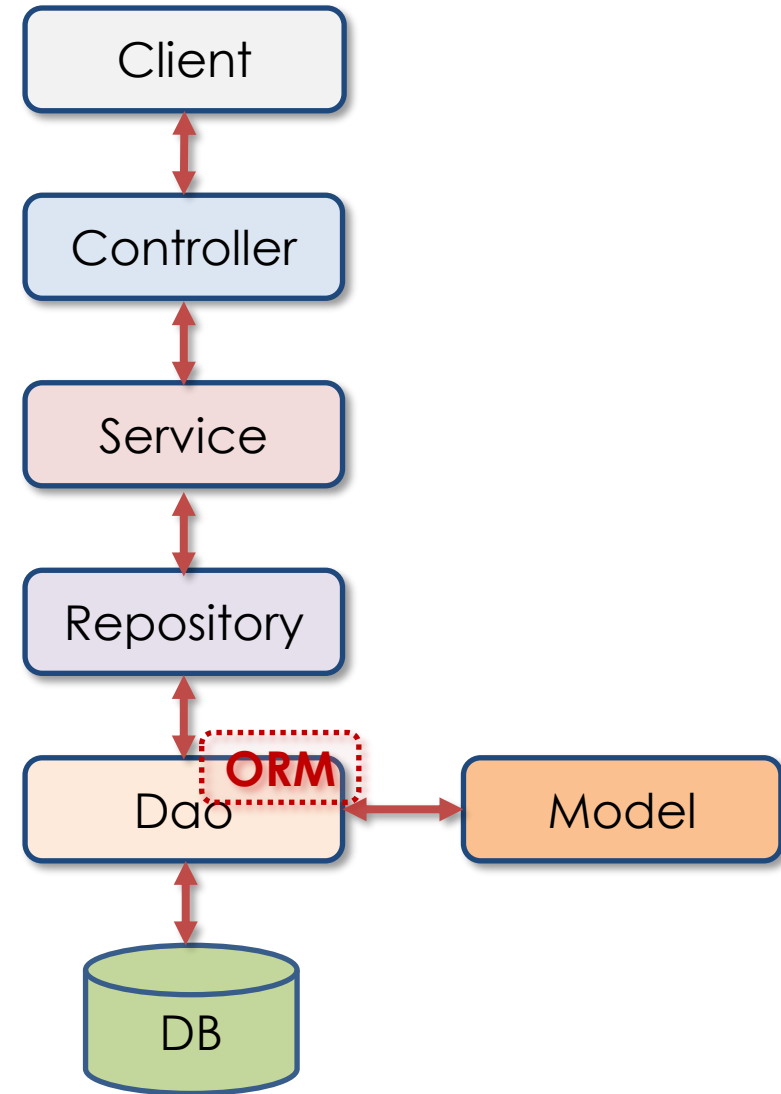 Client
Controller
Service
Repository
ORM
Dao
Model
DB